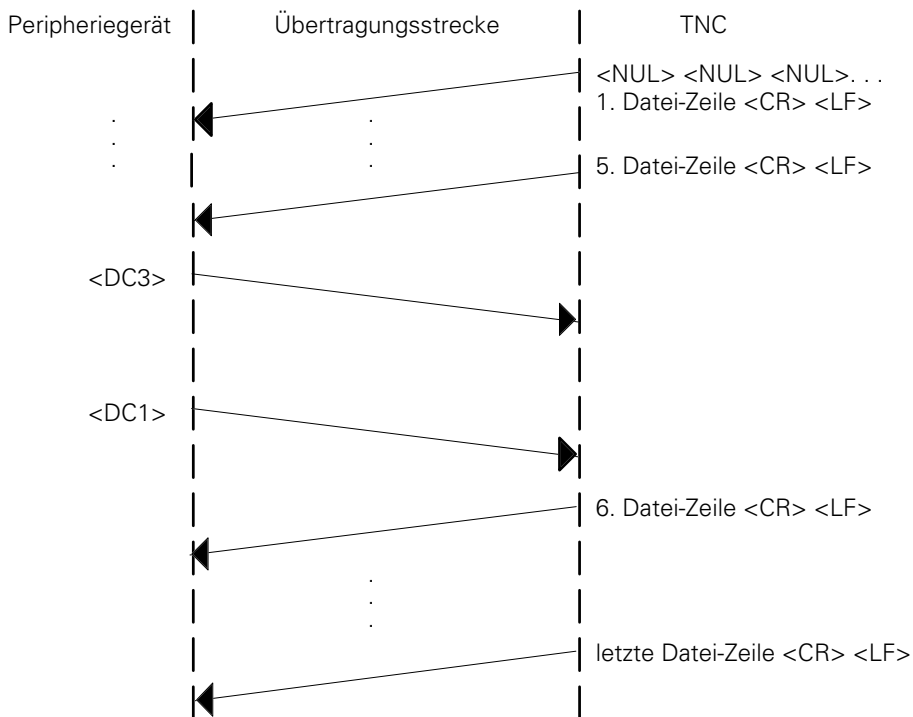 Peripheriegerät Übertragungsstrecke TNC
<NUL> <NUL> <NUL>. . .
1. Datei-Zeile <CR> <LF>
5. Datei-Zeile <CR> <LF>
<DC3>
<DC1>
6. Datei-Zeile <CR> <LF>
letzte Datei-Zeile <CR> <LF>